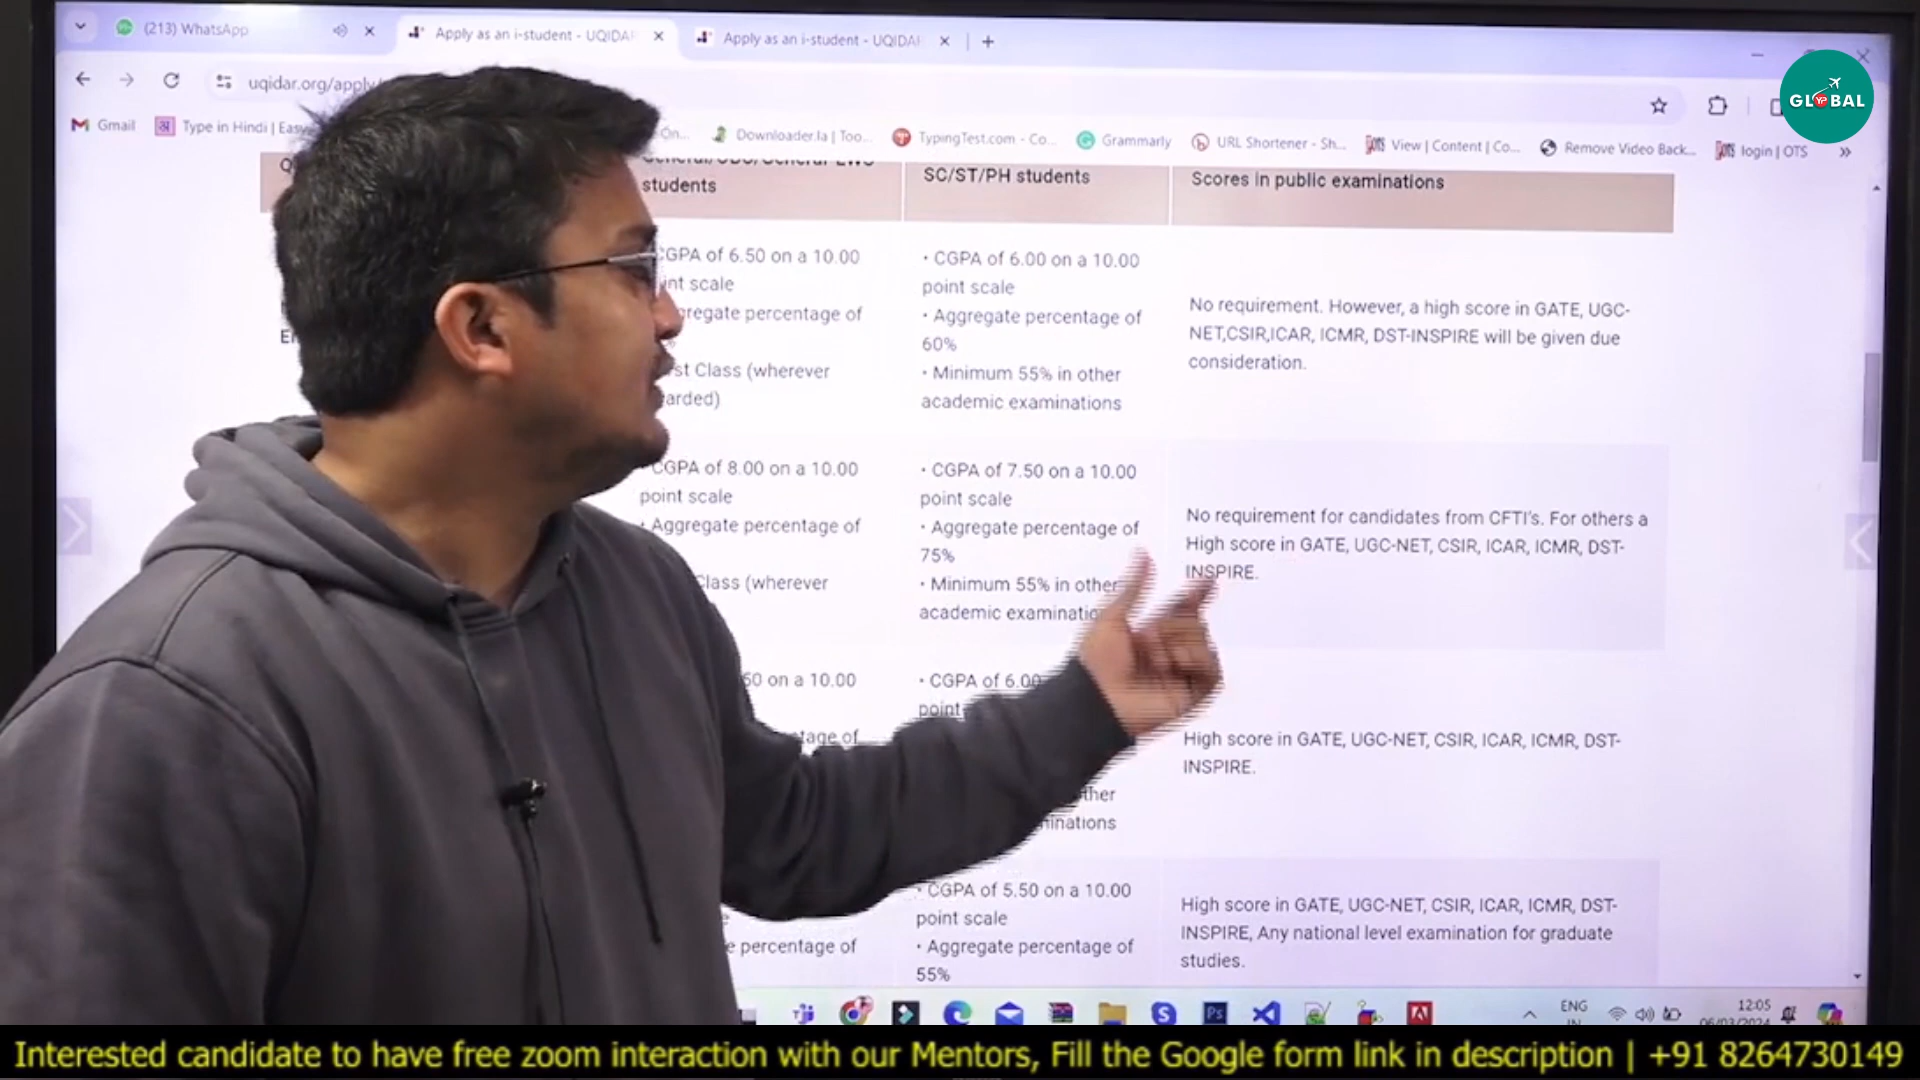 (213) WhatsApp
Apply as an i-student - UQIDAR
Apply as an i-student - UQIDAR
uqidar.org/apply
GLOBAL
YP
Gmail
Type in Hindi | Easy
Downloader.la | Too...
TypingTest.com - Co...
Grammarly
URL Shortener - Sh...
View | Content | Co...
Remove Video Back...
login | OTS
students
SC/ST/PH students
Scores in public examinations
CGPA of 6.50 on a 10.00
scale
percentage of
Class (wherever
• CGPA of 6.00 on a 10.00
point scale
• Aggregate percentage of
60%
• Minimum 55% in other
academic examinations
No requirement. However, a high score in GATE, UGC-
NET,CSIR,ICAR, ICMR, DST-INSPIRE will be given due
consideration.
CGPA of 8.00 on a 10.00
point scale
• Aggregate percentage of
Class (wherever
• CGPA of 7.50 on a 10.00
point scale
• Aggregate percentage of
75%
• Minimum 55% in other
academic
No requirement for candidates from CFTI's. For others a
High score in GATE, UGC-NET, CSIR, ICAR, ICMR, DST-
INSPIRE.
on a 10.00
of
• CGPA of 6.00
point
High score in GATE, UGC-NET, CSIR, ICAR, ICMR, DST-
INSPIRE.
percentage of
• CGPA of 5.50 on a 10.00
point scale
• Aggregate percentage of
55%
High score in GATE, UGC-NET, CSIR, ICAR, ICMR, DST-
INSPIRE, Any national level examination for graduate
studies.
ENG
IN
12:05
06/03/2024
Interested candidate to have free zoom interaction with our Mentors, Fill the Google form link in description | +91 8264730149